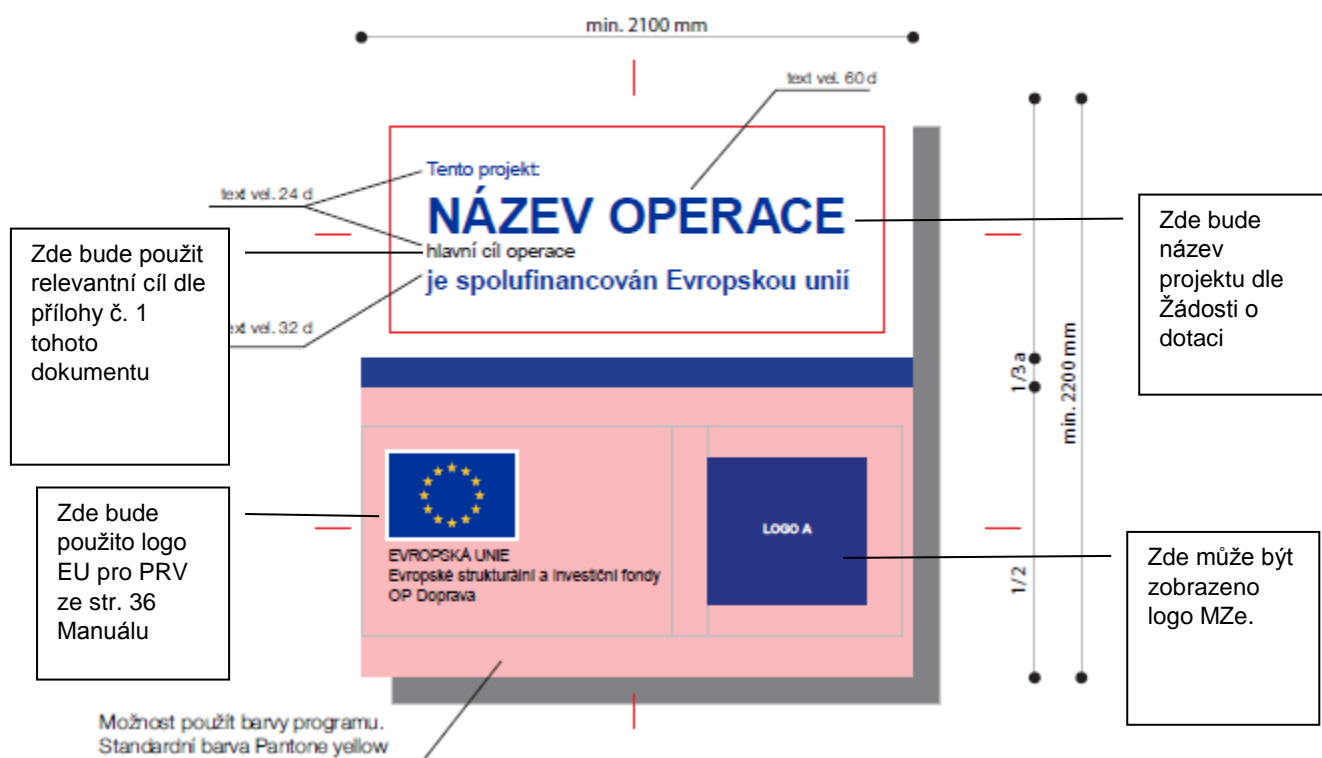 min. 2100 mm
text vel. 60 d
Tento projekt:
text vel. 24 d
NÁZEV OPERACE
hlavní cíl operace
je spolufinancován Evropskou unií
text vel. 32 d
Zde bude použit
relevantní cíl dle
přílohy č. 1
tohoto
dokumentu
Zde bude
název
projektu dle
Žádosti o
dotaci
1/3 a
min. 2200 mm
1/2
Zde bude
použito logo
EU pro PRV
ze str. 36
Manuálu
EVROPSKÁ UNIE
Evropské strukturální a investiční fondy
OP Doprava
LOGO A
Zde může být
zobrazeno
logo MZe.
Možnost použít barvy programu.
Standardní barva Pantone yellow